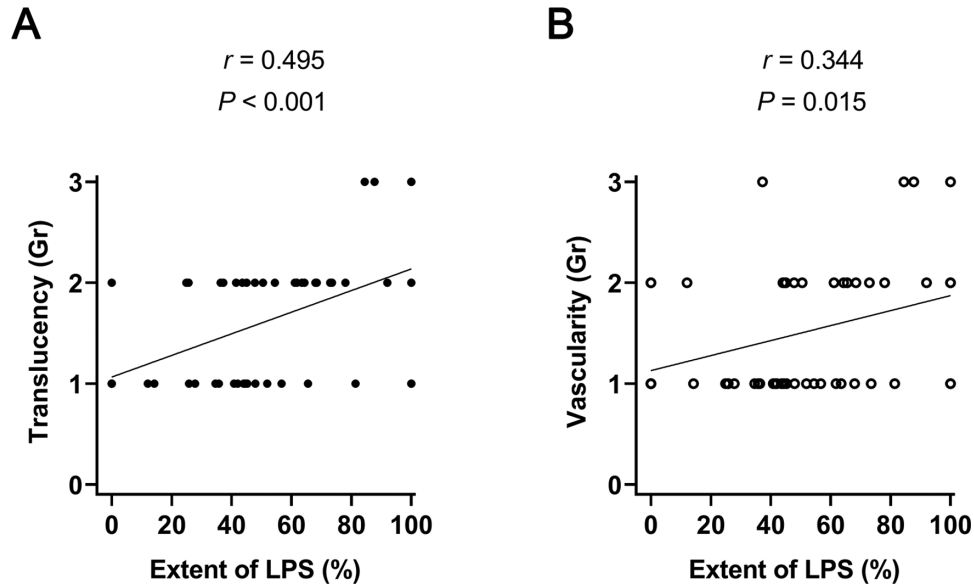 A
r = 0.495
P < 0.001
3
2
1
0
Translucency (Gr)
0 20 40 60 80 100
Extent of LPS (%)
B
r = 0.344
P = 0.015
3
2
1
0
Vascularity (Gr)
0 20 40 60 80 100
Extent of LPS (%)